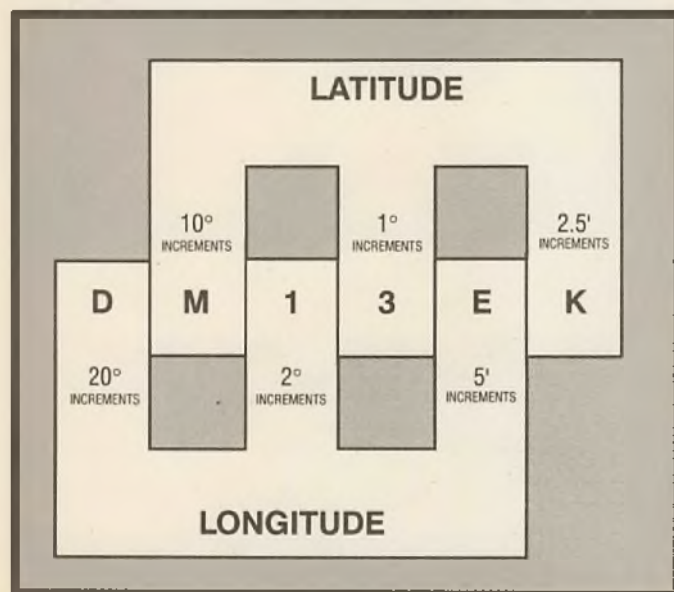 LATITUDE
10° 1° 2.5'
INCREMENTS INCREMENTS INCREMENTS
D M 1 3 E K
20° 2° 5'
INCREMENTS INCREMENTS INCREMENTS
LONGITUDE